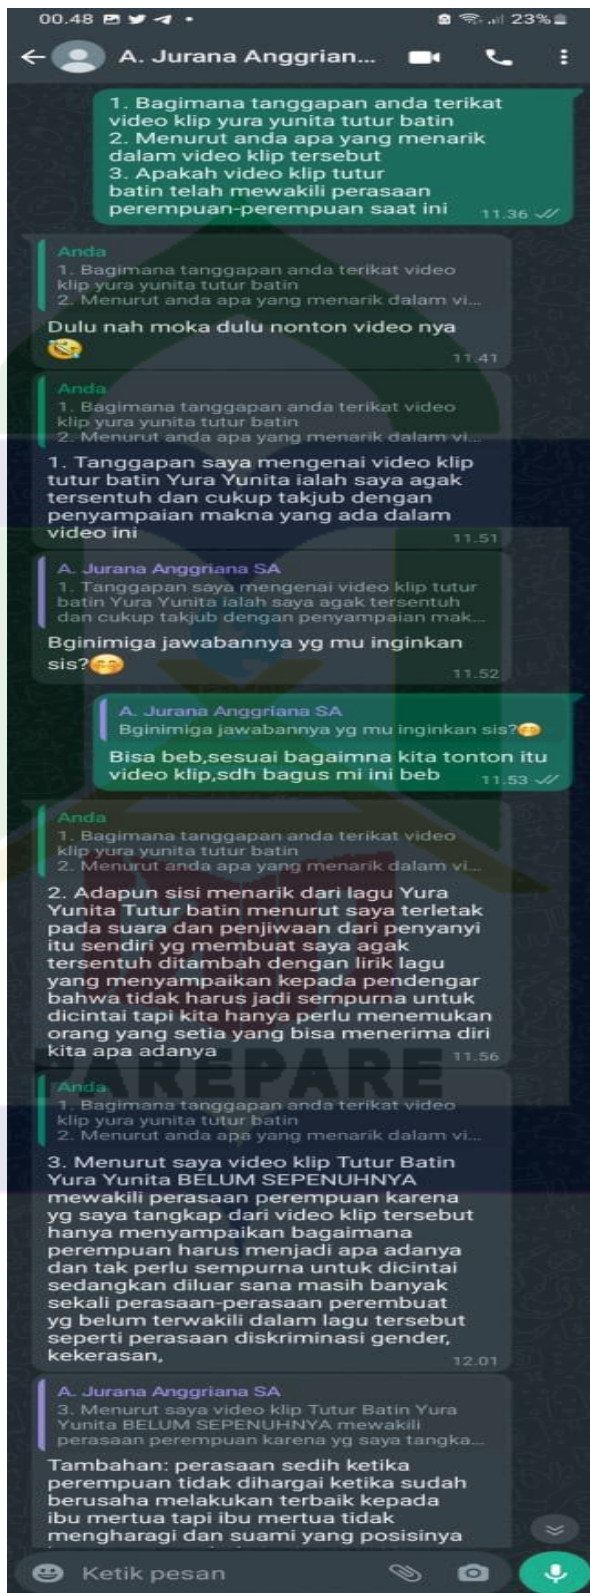 00.48
23%
A. Jurana Anggrian...
1. Bagimana tanggapan anda terikat
video klip yura yunita tutur batin
2. Menurut anda apa yang menarik
dalam video klip tersebut
3. Apakah video klip tutur
batin telah mewakili perasaan
perempuan-perempuan saat ini
11.36
Anda
1. Bagimana tanggapan anda terikat video
klip yura yunita tutur batin
2. Menurut anda apa yang menarik dalam vi...
Dulu nah moka dulu nonton video nya
🤣
11.41
Anda
1. Bagimana tanggapan anda terikat video
klip yura yunita tutur batin
2. Menurut anda apa yang menarik dalam vi...
1. Tanggapan saya mengenai video klip
tutur batin Yura Yunita ialah saya agak
tersentuh dan cukup takjub dengan
penyampaian makna yang ada dalam
video ini
11.51
A. Jurana Anggriana SA
1. Tanggapan saya mengenai video klip tutur
batin Yura Yunita ialah saya agak tersentuh
dan cukup takjub dengan penyampaian mak...
Bginimiga jawabannya yg mu inginkan
sis?🤭
11.52
A. Jurana Anggriana SA
Bginimiga jawabannya yg mu inginkan sis?🤭
Bisa beb,sesuai bagaimna kita tonton itu
video klip,sdh bagus mi ini beb
11.53
Anda
1. Bagimana tanggapan anda terikat video
klip yura yunita tutur batin
2. Menurut anda apa yang menarik dalam vi...
2. Adapun sisi menarik dari lagu Yura
Yunita Tutur batin menurut saya terletak
pada suara dan penjiwaan dari penyanyi
itu sendiri yg membuat saya agak
tersentuh ditambah dengan lirik lagu
yang menyampaikan kepada pendengar
bahwa tidak harus jadi sempurna untuk
dicintai tapi kita hanya perlu menemukan
orang yang setia yang bisa menerima diri
kita apa adanya
11.56
PAREPARE
Anda
1. Bagimana tanggapan anda terikat video
klip yura yunita tutur batin
2. Menurut anda apa yang menarik dalam vi...
3. Menurut saya video klip Tutur Batin
Yura Yunita BELUM SEPENUHNYA
mewakili perasaan perempuan karena
yg saya tangkap dari video klip tersebut
hanya menyampaikan bagaimana
perempuan harus menjadi apa adanya
dan tak perlu sempurna untuk dicintai
sedangkan diluar sana masih banyak
sekali perasaan-perasaan perembuat
yg belum terwakili dalam lagu tersebut
seperti perasaan diskriminasi gender,
kekerasan,
12.01
A. Jurana Anggriana SA
3. Menurut saya video klip Tutur Batin Yura
Yunita BELUM SEPENUHNYA mewakili
perasaan perempuan karena yg saya tangka...
Tambahan: perasaan sedih ketika
perempuan tidak dihargai ketika sudah
berusaha melakukan terbaik kepada
ibu mertua tapi ibu mertua tidak
mengharagi dan suami yang posisinya
Ketik pesan